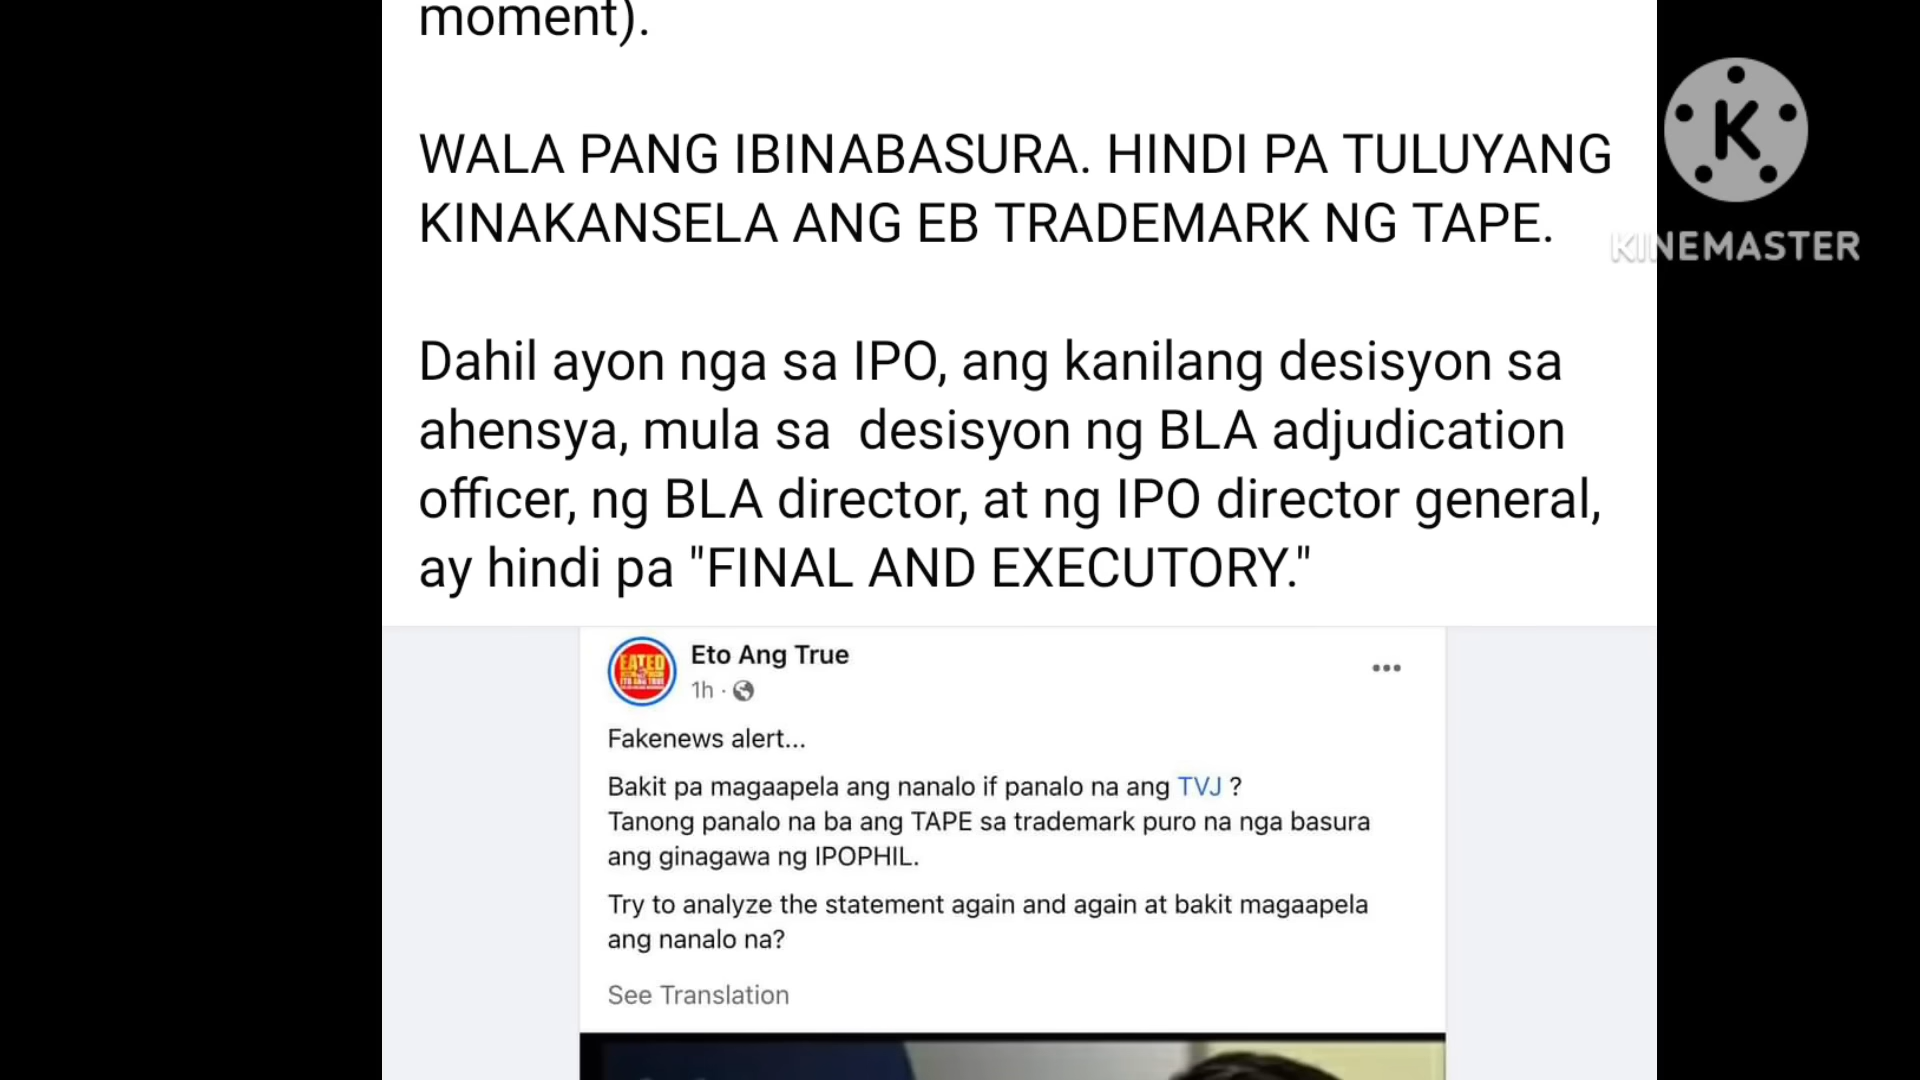 moment).
WALA PANG IBINABASURA. HINDI PA TULUYANG
KINAKANSELA ANG EB TRADEMARK NG TAPE.
Dahil ayon nga sa IPO, ang kanilang desisyon sa
ahensya, mula sa  desisyon ng BLA adjudication
officer, ng BLA director, at ng IPO director general,
ay hindi pa "FINAL AND EXECUTORY."
K
KINEMASTER
EATED
Eto Ang True
1h ·
Fakenews alert...
Bakit pa magaapela ang nanalo if panalo na ang TVJ ?
Tanong panalo na ba ang TAPE sa trademark puro na nga basura
ang ginagawa ng IPOPHIL.
Try to analyze the statement again and again at bakit magaapela
ang nanalo na?
See Translation